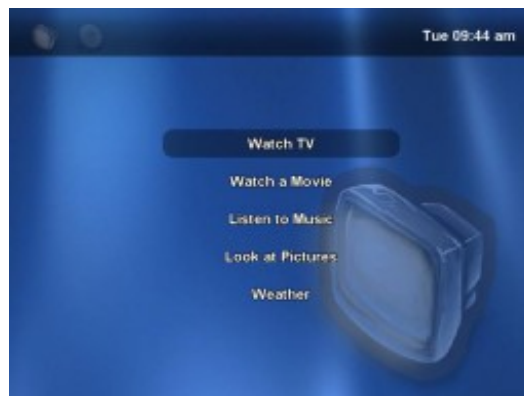 Tue 09:44 am
Watch TV
Watch a Movie
Listen to Music
Look at Pictures
Weather